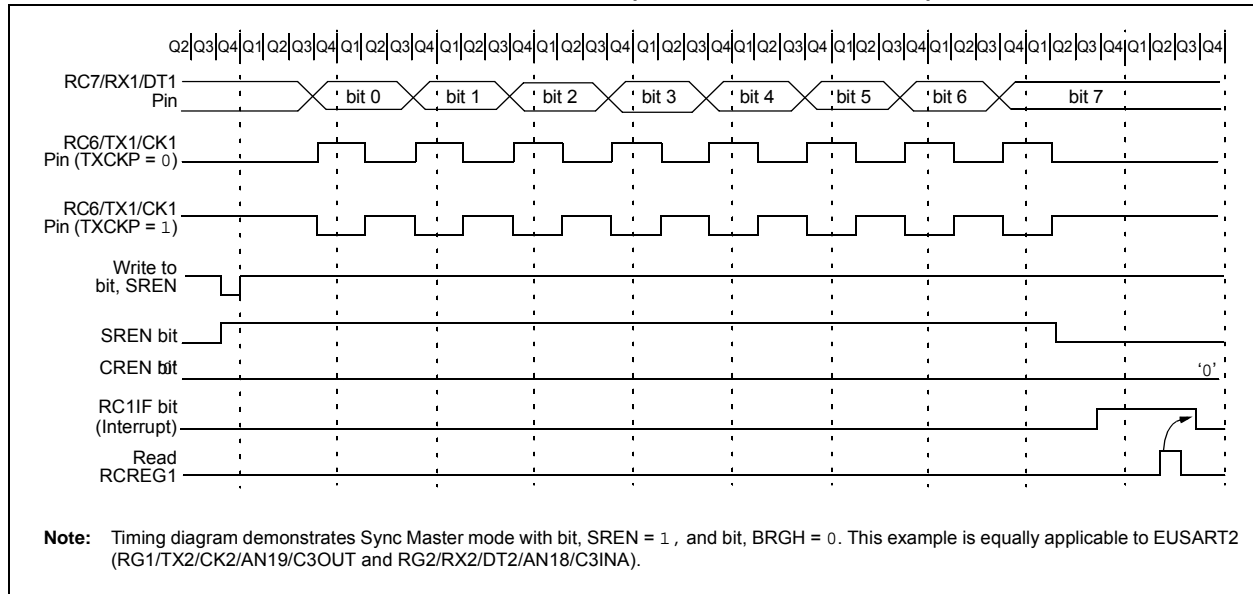 Q2 Q3 Q4 Q1 Q2 Q3 Q4 Q1 Q2 Q3 Q4 Q1 Q2 Q3 Q4 Q1 Q2 Q3 Q4 Q1 Q2 Q3 Q4 Q1 Q2 Q3 Q4 Q1 Q2 Q3 Q4 Q1 Q2 Q3 Q4 Q1 Q2 Q3 Q4 Q1 Q2 Q3 Q4
RC7/RX1/DT1
Pin
bit 0 bit 1 bit 2 bit 3 bit 4 bit 5 bit 6 bit 7
RC6/TX1/CK1
Pin (TXCKP = 0)
RC6/TX1/CK1
Pin (TXCKP = 1)
Write to
bit, SREN
SREN bit
CREN bit
‘0’
RC1IF bit
(Interrupt)
Read
RCREG1
Note: Timing diagram demonstrates Sync Master mode with bit, SREN = 1, and bit, BRGH = 0. This example is equally applicable to EUSART2
(RG1/TX2/CK2/AN19/C3OUT and RG2/RX2/DT2/AN18/C3INA).